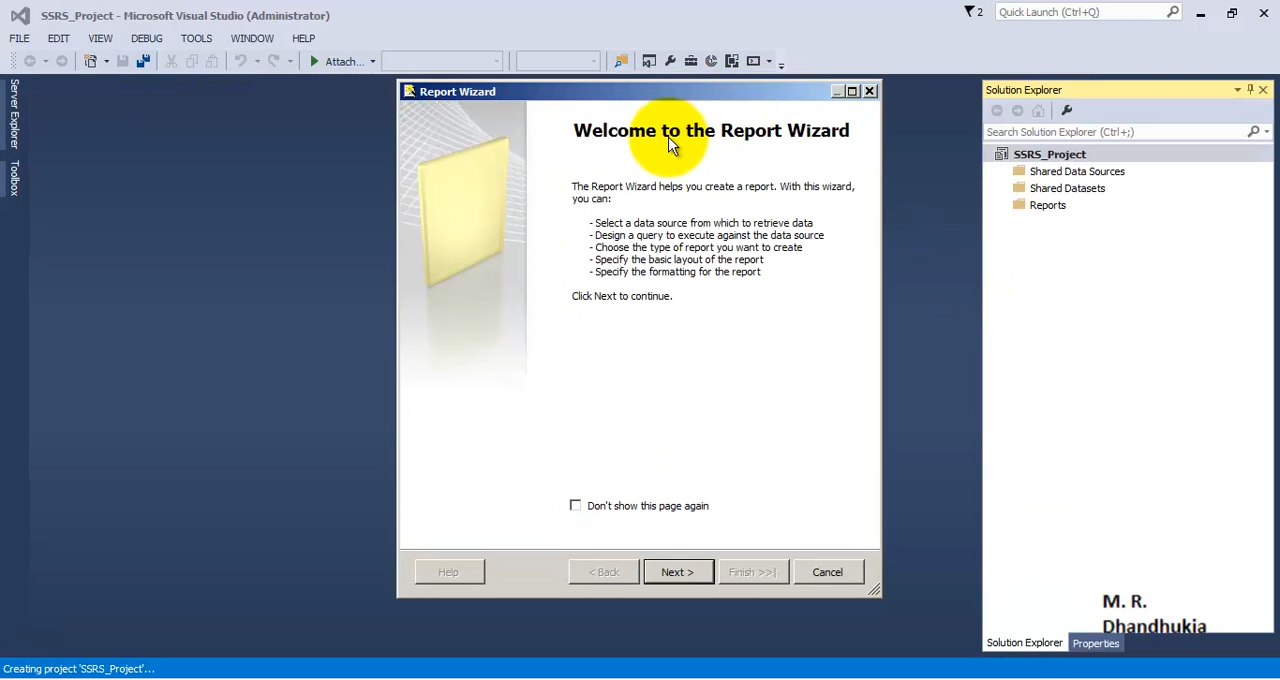 SSRS_Project - Microsoft Visual Studio (Administrator)
2
Quick Launch (Ctrl+Q)
FILE EDIT VIEW DEBUG TOOLS WINDOW HELP
Attach...
Server Explorer
Toolbox
Report Wizard
Welcome to the Report Wizard
The Report Wizard helps you create a report. With this wizard,
you can:
- Select a data source from which to retrieve data
- Design a query to execute against the data source
- Choose the type of report you want to create
- Specify the basic layout of the report
- Specify the formatting for the report
Click Next to continue.
Don't show this page again
Help
< Back
Next >
Finish >>|
Cancel
Solution Explorer
Search Solution Explorer (Ctrl+;)
SSRS_Project
Shared Data Sources
Shared Datasets
Reports
M. R.
Dhandhukia
Solution Explorer
Properties
Creating project 'SSRS_Project'...